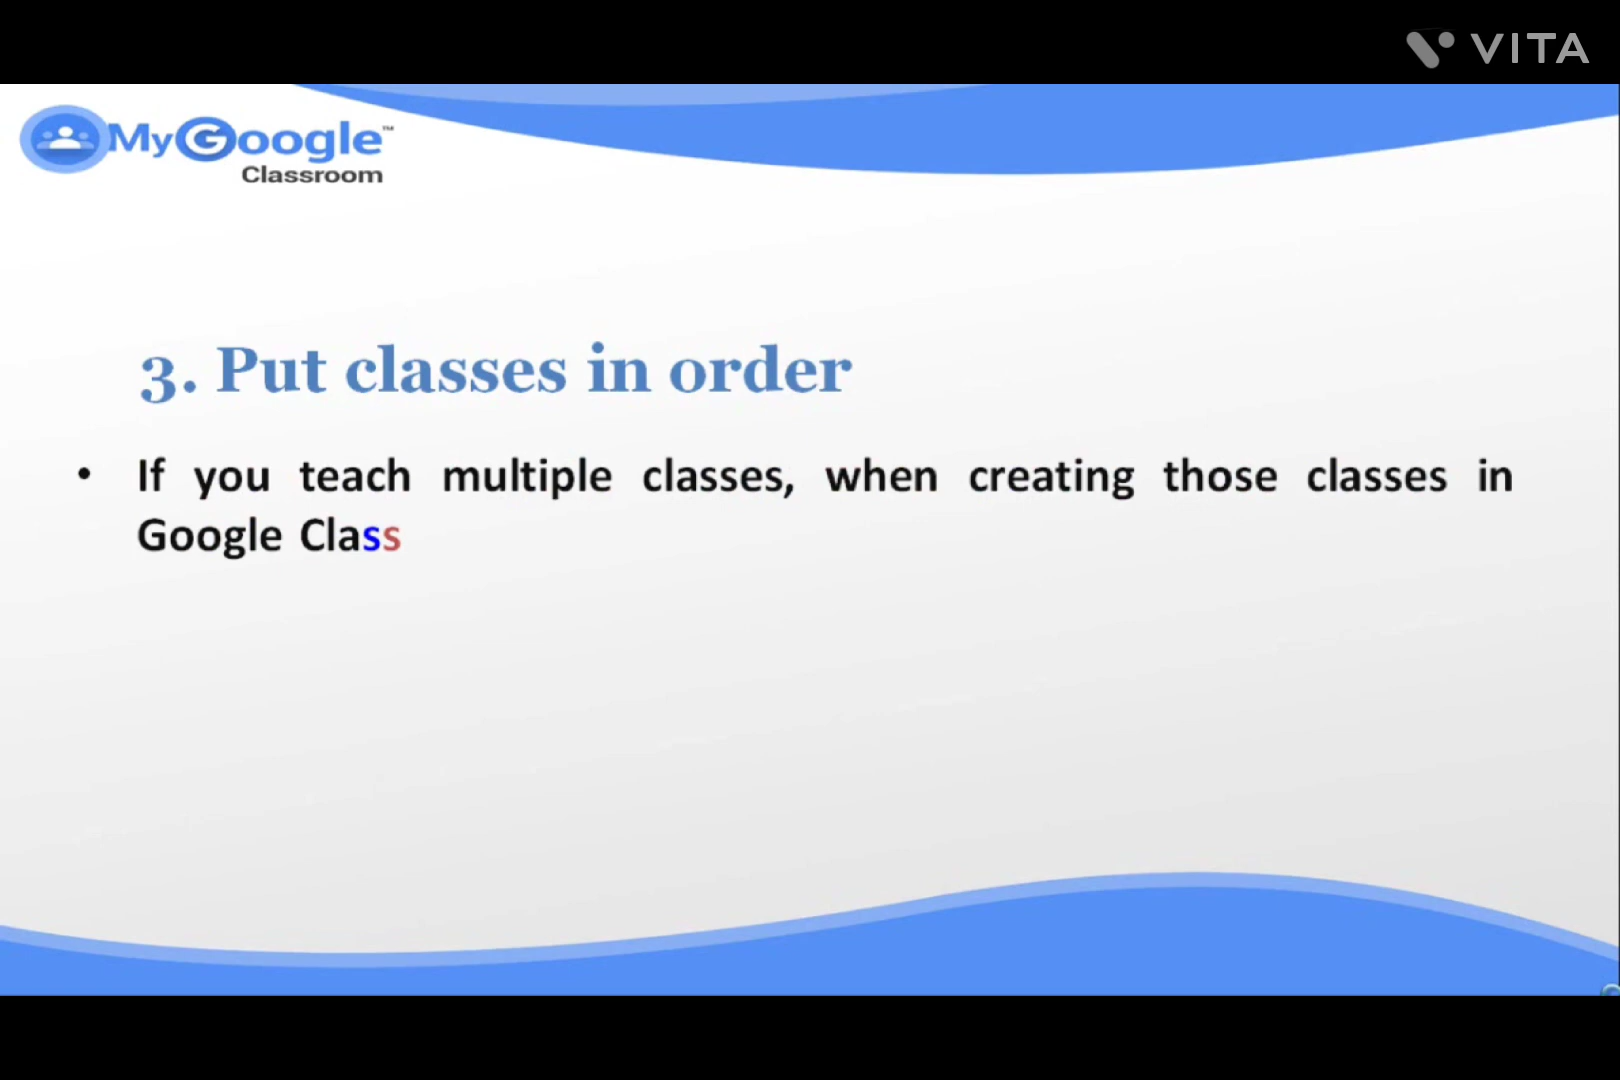 VITA
MyGoogle™
Classroom
3. Put classes in order
• If you teach multiple classes, when creating those classes in
Google Class